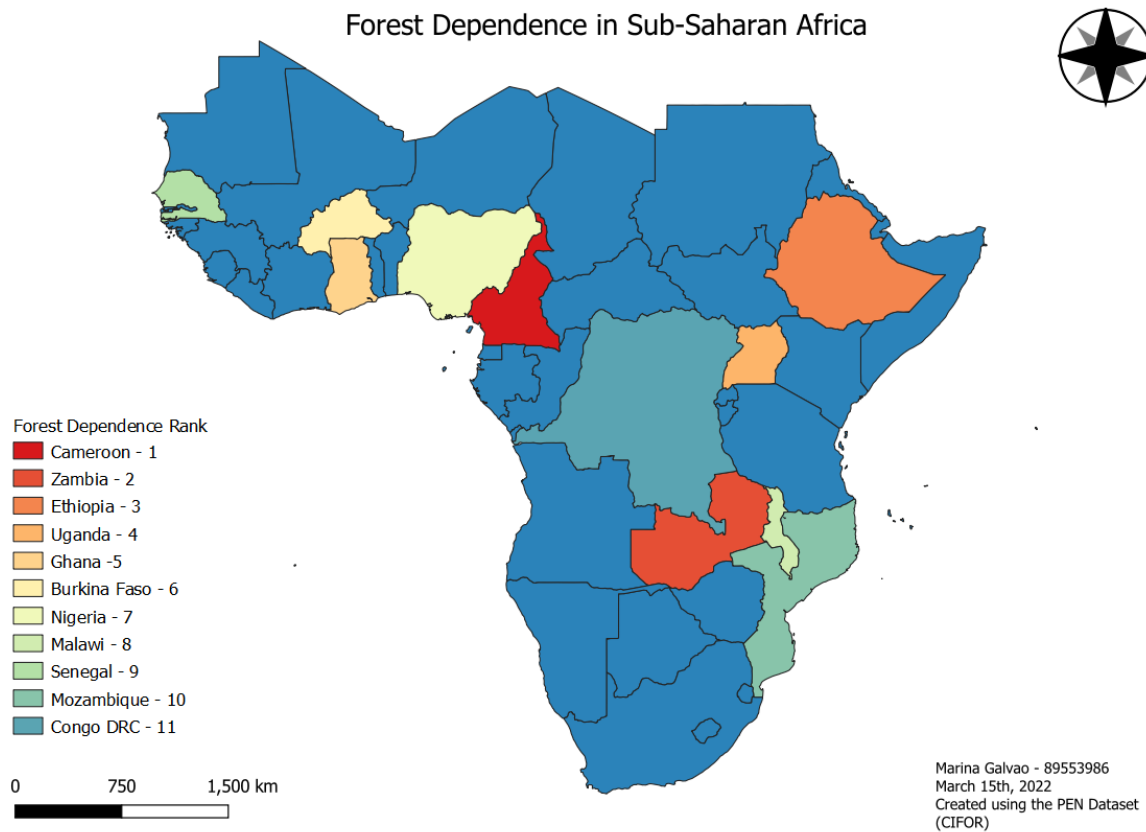 Forest Dependence in Sub-Saharan Africa
Forest Dependence Rank
Cameroon - 1
Zambia - 2
Ethiopia - 3
Uganda - 4
Ghana -5
Burkina Faso - 6
Nigeria - 7
Malawi - 8
Senegal - 9
Mozambique - 10
Congo DRC - 11
0 750 1,500 km
Marina Galvao - 89553986
March 15th, 2022
Created using the PEN Dataset
(CIFOR)